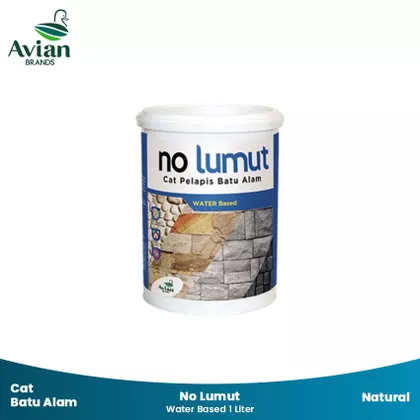 Avian
BRANDS
no lumut
Cat Pelapis Batu Alam
WATER Based
Avian
Cat
Batu Alam
No Lumut
Water Based 1 Liter
Natural